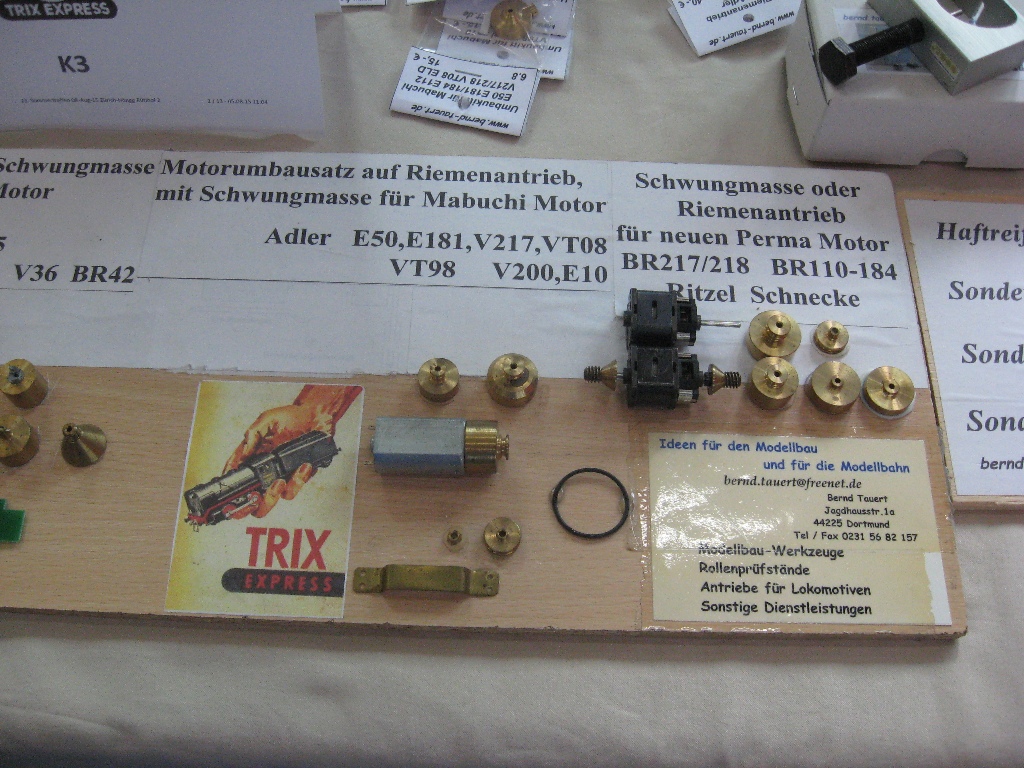 TRIX EXPRESS
K3
www.bernd-tauert.de
Umbaukit für Mabuchi
E50 E181/184 E112
V217/218 VT08 ELD
15,- €
6.8
Riemenantrieb
www.bernd-tauert.de
Schwungmasse
Motor
V36 BR42
Motorumbausatz auf Riemenantrieb,
mit Schwungmasse für Mabuchi Motor
Adler E50,E181,V217,VT08
VT98 V200,E10
Schwungmasse oder
Riemenantrieb
für neuen Perma Motor
BR217/218 BR110-184
Ritzel Schnecke
Haftreif
Sonde
Sond
Son
bernd
TRIX
EXPRESS
Ideen für den Modellbau
und für die Modellbahn
bernd.tauert@freenet.de
Bernd Tauert
Jagdhausstr.1a
44225 Dortmund
Tel / Fax 0231 56 82 157
Modellbau-Werkzeuge
Rollenprüfstände
Antriebe für Lokomotiven
Sonstige Dienstleistungen